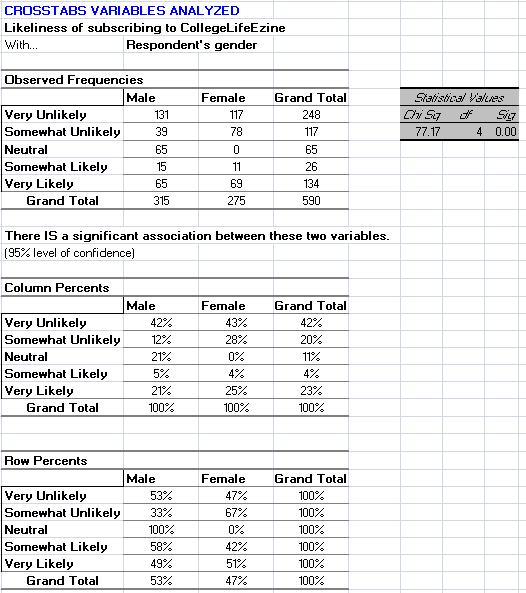 CROSSTABS VARIABLES ANALYZED
Likeliness of subscribing to CollegeLifeEzine
With... Respondent's gender
Observed Frequencies
Male Female Grand Total Statistical Values
Very Unlikely 131 117 248 Chi Sq df Sig
Somewhat Unlikely 39 78 117 77.17 4 0.00
Neutral 65 0 65
Somewhat Likely 15 11 26
Very Likely 65 69 134
Grand Total 315 275 590
There IS a significant association between these two variables.
(95% level of confidence)
Column Percents
Male Female Grand Total
Very Unlikely 42% 43% 42%
Somewhat Unlikely 12% 28% 20%
Neutral 21% 0% 11%
Somewhat Likely 5% 4% 4%
Very Likely 21% 25% 23%
Grand Total 100% 100% 100%
Row Percents
Male Female Grand Total
Very Unlikely 53% 47% 100%
Somewhat Unlikely 33% 67% 100%
Neutral 100% 0% 100%
Somewhat Likely 58% 42% 100%
Very Likely 49% 51% 100%
Grand Total 53% 47% 100%